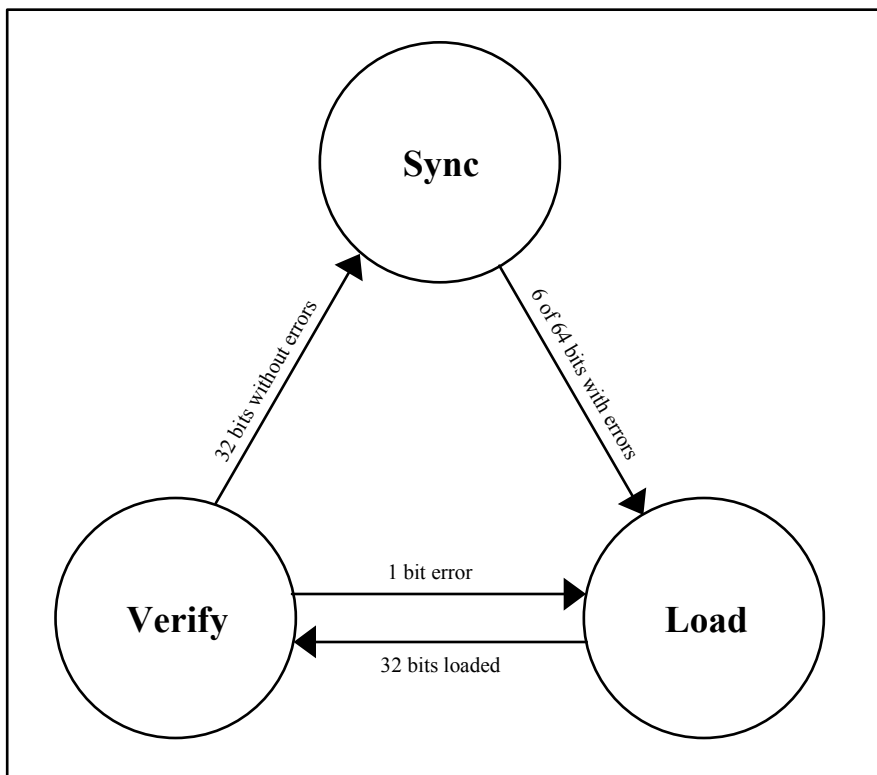 Sync
32 bits without errors
6 of 64 bits with errors
1 bit error
Verify
Load
32 bits loaded